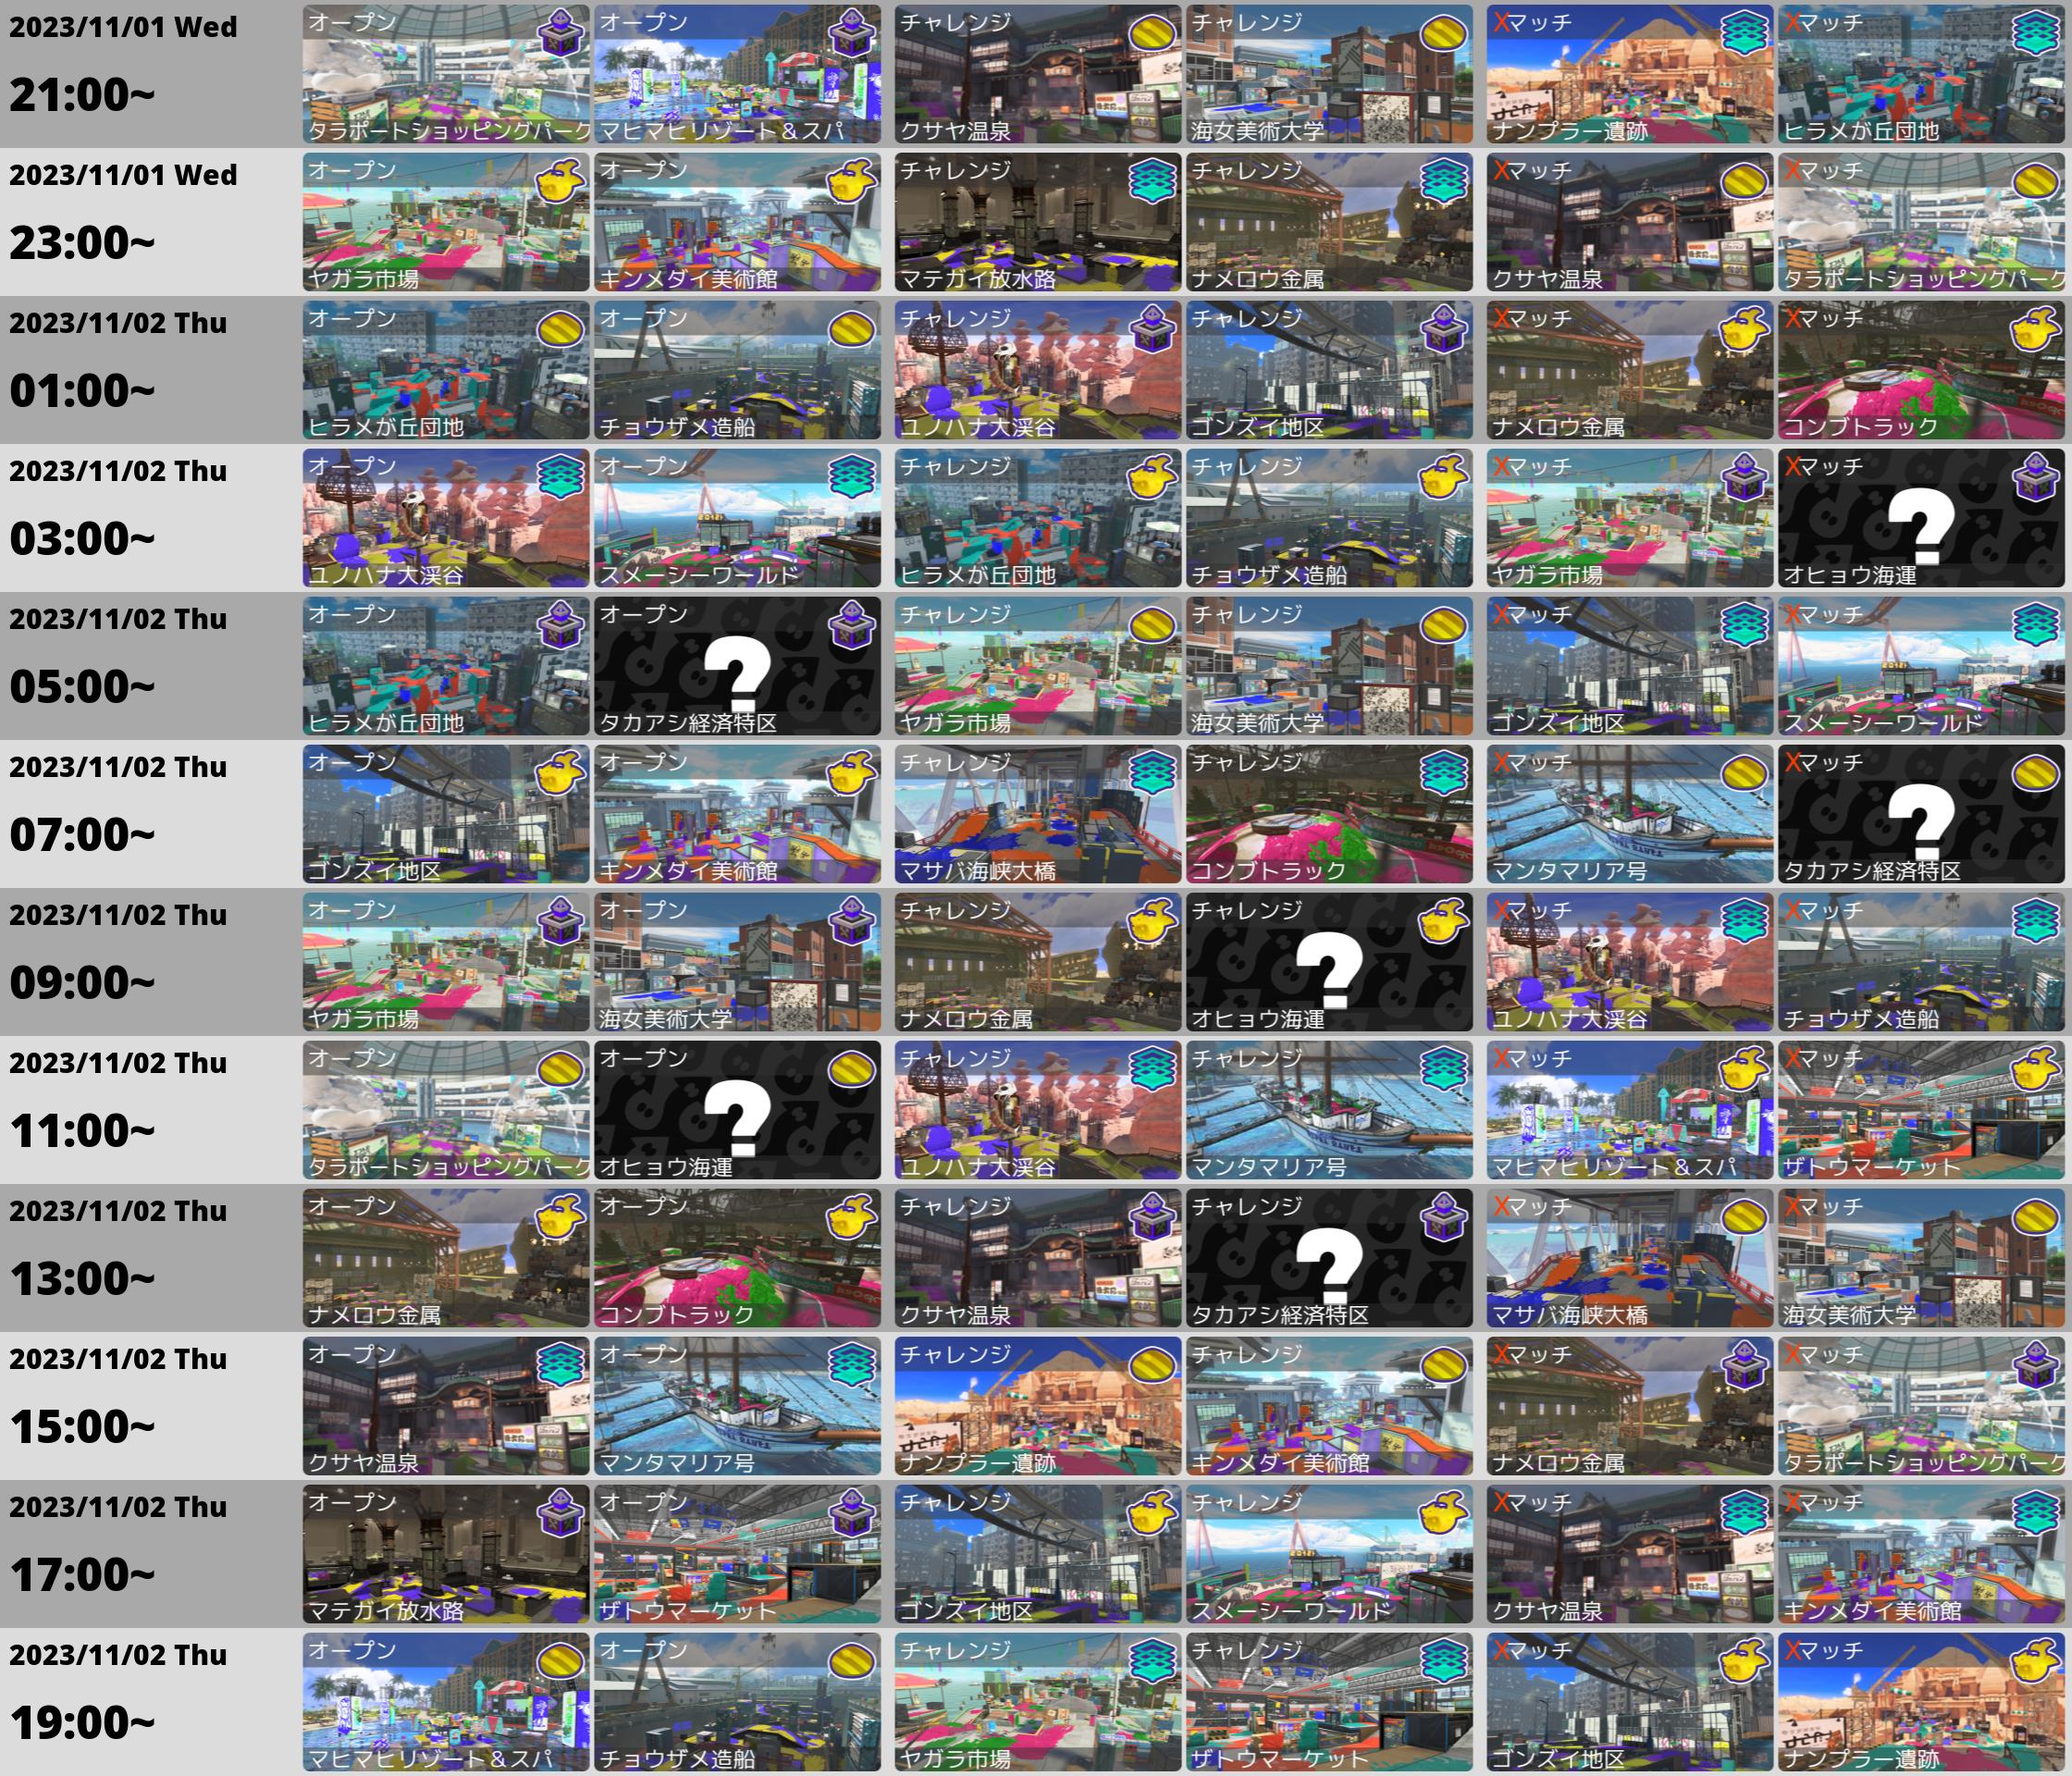 2023/11/01 Wed
21:00~
オープン
タラポートショッピングパーク
オープン
マヒマヒリゾート＆スパ
チャレンジ
クサヤ温泉
チャレンジ
海女美術大学
Xマッチ
ナンプラー遺跡
Xマッチ
ヒラメが丘団地
2023/11/01 Wed
23:00~
オープン
ヤガラ市場
オープン
キンメダイ美術館
チャレンジ
マテガイ放水路
チャレンジ
ナメロウ金属
Xマッチ
クサヤ温泉
Xマッチ
タラポートショッピングパーク
2023/11/02 Thu
01:00~
オープン
ヒラメが丘団地
オープン
チョウザメ造船
チャレンジ
ユノハナ大渓谷
チャレンジ
ゴンズイ地区
Xマッチ
ナメロウ金属
Xマッチ
コンブトラック
2023/11/02 Thu
03:00~
オープン
ユノハナ大渓谷
オープン
スメーシーワールド
チャレンジ
ヒラメが丘団地
チャレンジ
チョウザメ造船
Xマッチ
ヤガラ市場
Xマッチ
?
オヒョウ海運
2023/11/02 Thu
05:00~
オープン
ヒラメが丘団地
オープン
?
タカアシ経済特区
チャレンジ
ヤガラ市場
チャレンジ
海女美術大学
Xマッチ
ゴンズイ地区
Xマッチ
スメーシーワールド
2023/11/02 Thu
07:00~
オープン
ゴンズイ地区
オープン
キンメダイ美術館
チャレンジ
マサバ海峡大橋
チャレンジ
コンブトラック
Xマッチ
マンタマリア号
Xマッチ
?
タカアシ経済特区
2023/11/02 Thu
09:00~
オープン
ヤガラ市場
オープン
海女美術大学
チャレンジ
ナメロウ金属
チャレンジ
?
オヒョウ海運
Xマッチ
ユノハナ大渓谷
Xマッチ
チョウザメ造船
2023/11/02 Thu
11:00~
オープン
タラポートショッピングパーク
オープン
?
オヒョウ海運
チャレンジ
ユノハナ大渓谷
チャレンジ
マンタマリア号
Xマッチ
マヒマヒリゾート＆スパ
Xマッチ
ザトウマーケット
2023/11/02 Thu
13:00~
オープン
ナメロウ金属
オープン
コンブトラック
チャレンジ
クサヤ温泉
チャレンジ
?
タカアシ経済特区
Xマッチ
マサバ海峡大橋
Xマッチ
海女美術大学
2023/11/02 Thu
15:00~
オープン
クサヤ温泉
オープン
マンタマリア号
チャレンジ
ナンプラー遺跡
チャレンジ
キンメダイ美術館
Xマッチ
ナメロウ金属
Xマッチ
タラポートショッピングパーク
2023/11/02 Thu
17:00~
オープン
マテガイ放水路
オープン
ザトウマーケット
チャレンジ
ゴンズイ地区
チャレンジ
スメーシーワールド
Xマッチ
クサヤ温泉
Xマッチ
キンメダイ美術館
2023/11/02 Thu
19:00~
オープン
マヒマヒリゾート＆スパ
オープン
チョウザメ造船
チャレンジ
ヤガラ市場
チャレンジ
ザトウマーケット
Xマッチ
ゴンズイ地区
Xマッチ
ナンプラー遺跡